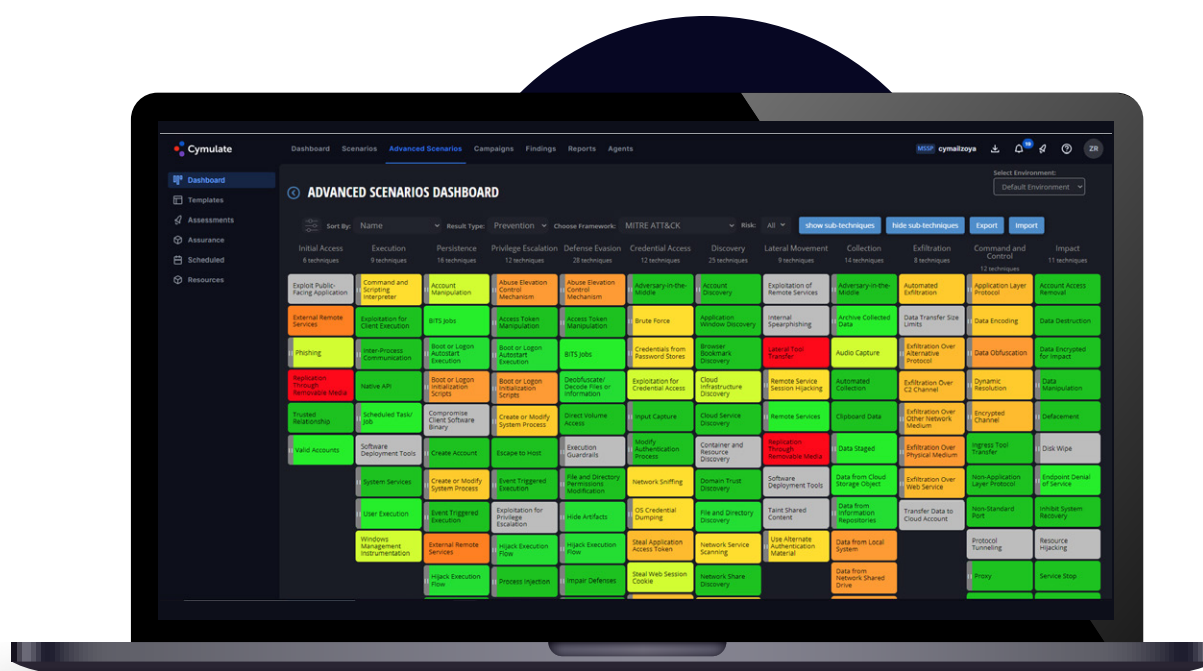 Cymulate
Dashboard Scenarios Advanced Scenarios Campaigns Findings Reports Agents
MSSP cymalizoya
ZR
Dashboard
Templates
Assessments
Assurance
Scheduled
Resources
ADVANCED SCENARIOS DASHBOARD
Select Environment:
Default Environment
Sort By: Name Result Type: Prevention Choose Framework: MITRE ATT&CK Risk: All show sub-techniques hide sub-techniques Export Import
Initial Access
6 techniques
Exploit Public-
Facing Application
External Remote
Services
Phishing
Replication
Through
Removable Media
Trusted
Relationship
Valid Accounts
Execution
9 techniques
Command and
Scripting
Interpreter
Exploitation for
Client Execution
Inter-Process
Communication
Native API
Scheduled Task/
Job
Software
Deployment Tools
System Services
User Execution
Windows
Management
Instrumentation
Persistence
16 techniques
Account
Manipulation
BITS Jobs
Boot or Logon
Autostart
Execution
Boot or Logon
Initialization
Scripts
Compromise
Client Software
Binary
Create Account
Create or Modify
System Process
Event Triggered
Execution
External Remote
Services
Hijack Execution
Flow
Privilege Escalation
12 techniques
Abuse Elevation
Control
Mechanism
Access Token
Manipulation
Boot or Logon
Autostart
Execution
Boot or Logon
Initialization
Scripts
Create or Modify
System Process
Escape to Host
Event Triggered
Execution
Exploitation for
Privilege
Escalation
Hijack Execution
Flow
Process Injection
Defense Evasion
28 techniques
Abuse Elevation
Control
Mechanism
Access Token
Manipulation
BITS Jobs
Deobfuscate/
Decode Files or
Information
Direct Volume
Access
Execution
Guardrails
File and Directory
Permissions
Modification
Hide Artifacts
Hijack Execution
Flow
Impair Defenses
Credential Access
12 techniques
Adversary-in-the-
Middle
Brute Force
Credentials from
Password Stores
Exploitation for
Credential Access
Input Capture
Modify
Authentication
Process
Network Sniffing
OS Credential
Dumping
Steal Application
Access Token
Steal Web Session
Cookie
Discovery
25 techniques
Account
Discovery
Application
Window Discovery
Browser
Bookmark
Discovery
Cloud
Infrastructure
Discovery
Cloud Service
Discovery
Container and
Resource
Discovery
Domain Trust
Discovery
File and Directory
Discovery
Network Service
Scanning
Network Share
Discovery
Lateral Movement
9 techniques
Exploitation of
Remote Services
Internal
Spearphishing
Lateral Tool
Transfer
Remote Service
Session Hijacking
Remote Services
Replication
Through
Removable Media
Software
Deployment Tools
Taint Shared
Content
Use Alternate
Authentication
Material
Collection
14 techniques
Adversary-in-the-
Middle
Archive Collected
Data
Audio Capture
Automated
Collection
Clipboard Data
Data Staged
Data from Cloud
Storage Object
Data from
Information
Repositories
Data from Local
System
Data from
Network Shared
Drive
Exfiltration
8 techniques
Automated
Exfiltration
Data Transfer Size
Limits
Exfiltration Over
Alternative
Protocol
Exfiltration Over
C2 Channel
Exfiltration Over
Other Network
Medium
Exfiltration Over
Physical Medium
Exfiltration Over
Web Service
Transfer Data to
Cloud Account
Command and
Control
12 techniques
Application Layer
Protocol
Data Encoding
Data Obfuscation
Dynamic
Resolution
Encrypted
Channel
Ingress Tool
Transfer
Non-Application
Layer Protocol
Non-Standard
Port
Protocol
Tunneling
Proxy
Impact
11 techniques
Account Access
Removal
Data Destruction
Data Encrypted
for Impact
Data
Manipulation
Defacement
Disk Wipe
Endpoint Denial
of Service
Inhibit System
Recovery
Resource
Hijacking
Service Stop